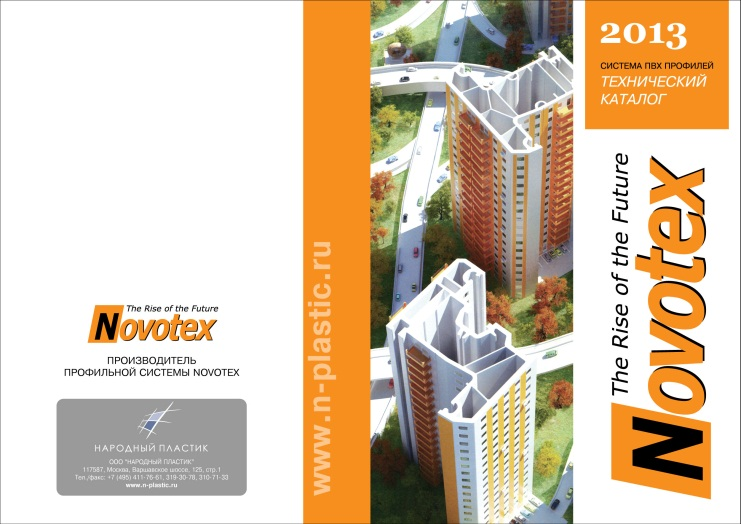 The Rise of the Future
Novotex
ПРОИЗВОДИТЕЛЬ
ПРОФИЛЬНОЙ СИСТЕМЫ NOVOTEX
НАРОДНЫЙ ПЛАСТИК
ООО "НАРОДНЫЙ ПЛАСТИК"
117587, Москва, Варшавское шоссе, 125, стр.1
Тел./факс: +7 (495) 411-76-61, 319-30-78, 310-71-33
www.n-plastic.ru
www.n-plastic.ru
2013
СИСТЕМА ПВХ ПРОФИЛЕЙ
ТЕХНИЧЕСКИЙ
КАТАЛОГ
The Rise of the Future
Novotex